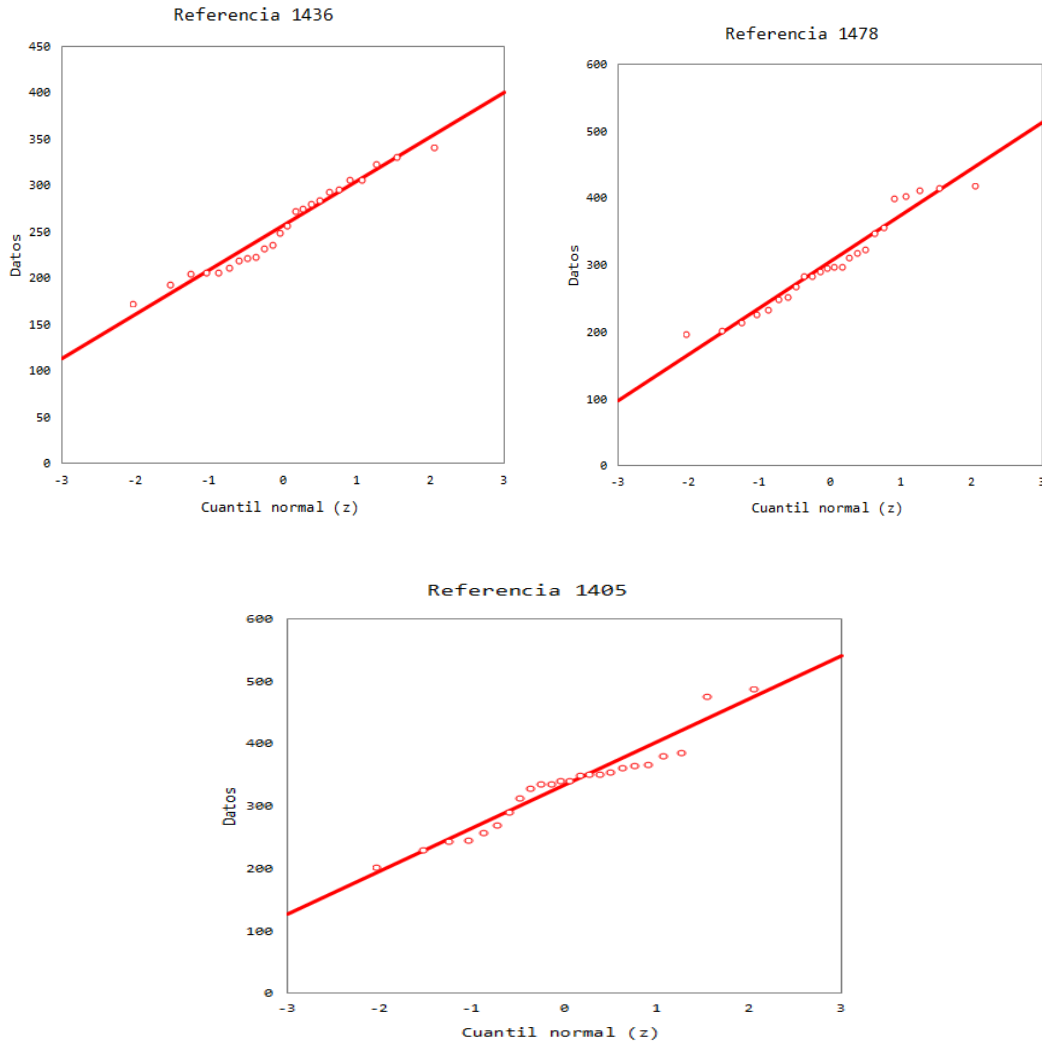 Referencia 1436
450
400
350
300
250
200
150
100
50
0
Datos
-3 -2 -1 0 1 2 3
Cuantil normal (z)
Referencia 1478
600
500
400
300
200
100
0
Datos
-3 -2 -1 0 1 2 3
Cuantil normal (z)
Referencia 1405
600
500
400
300
200
100
0
Datos
-3 -2 -1 0 1 2 3
Cuantil normal (z)